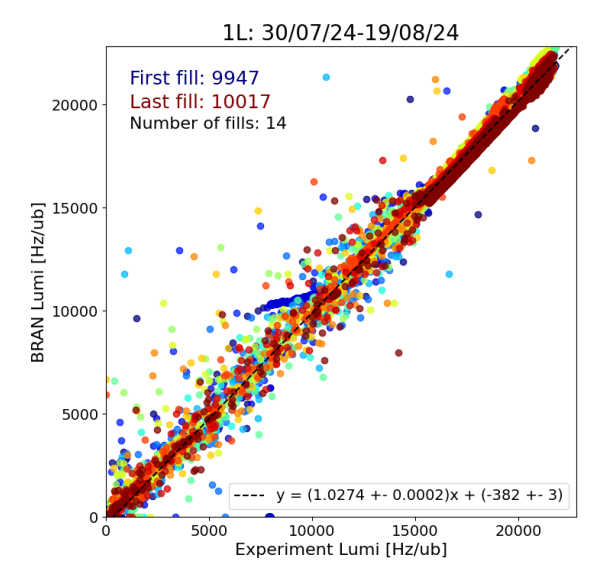 1L: 30/07/24-19/08/24
First fill: 9947
Last fill: 10017
Number of fills: 14
BRAN Lumi [Hz/ub]
20000
15000
10000
5000
0
y = (1.0274 +- 0.0002)x + (-382 +- 3)
0 5000 10000 15000 20000
Experiment Lumi [Hz/ub]